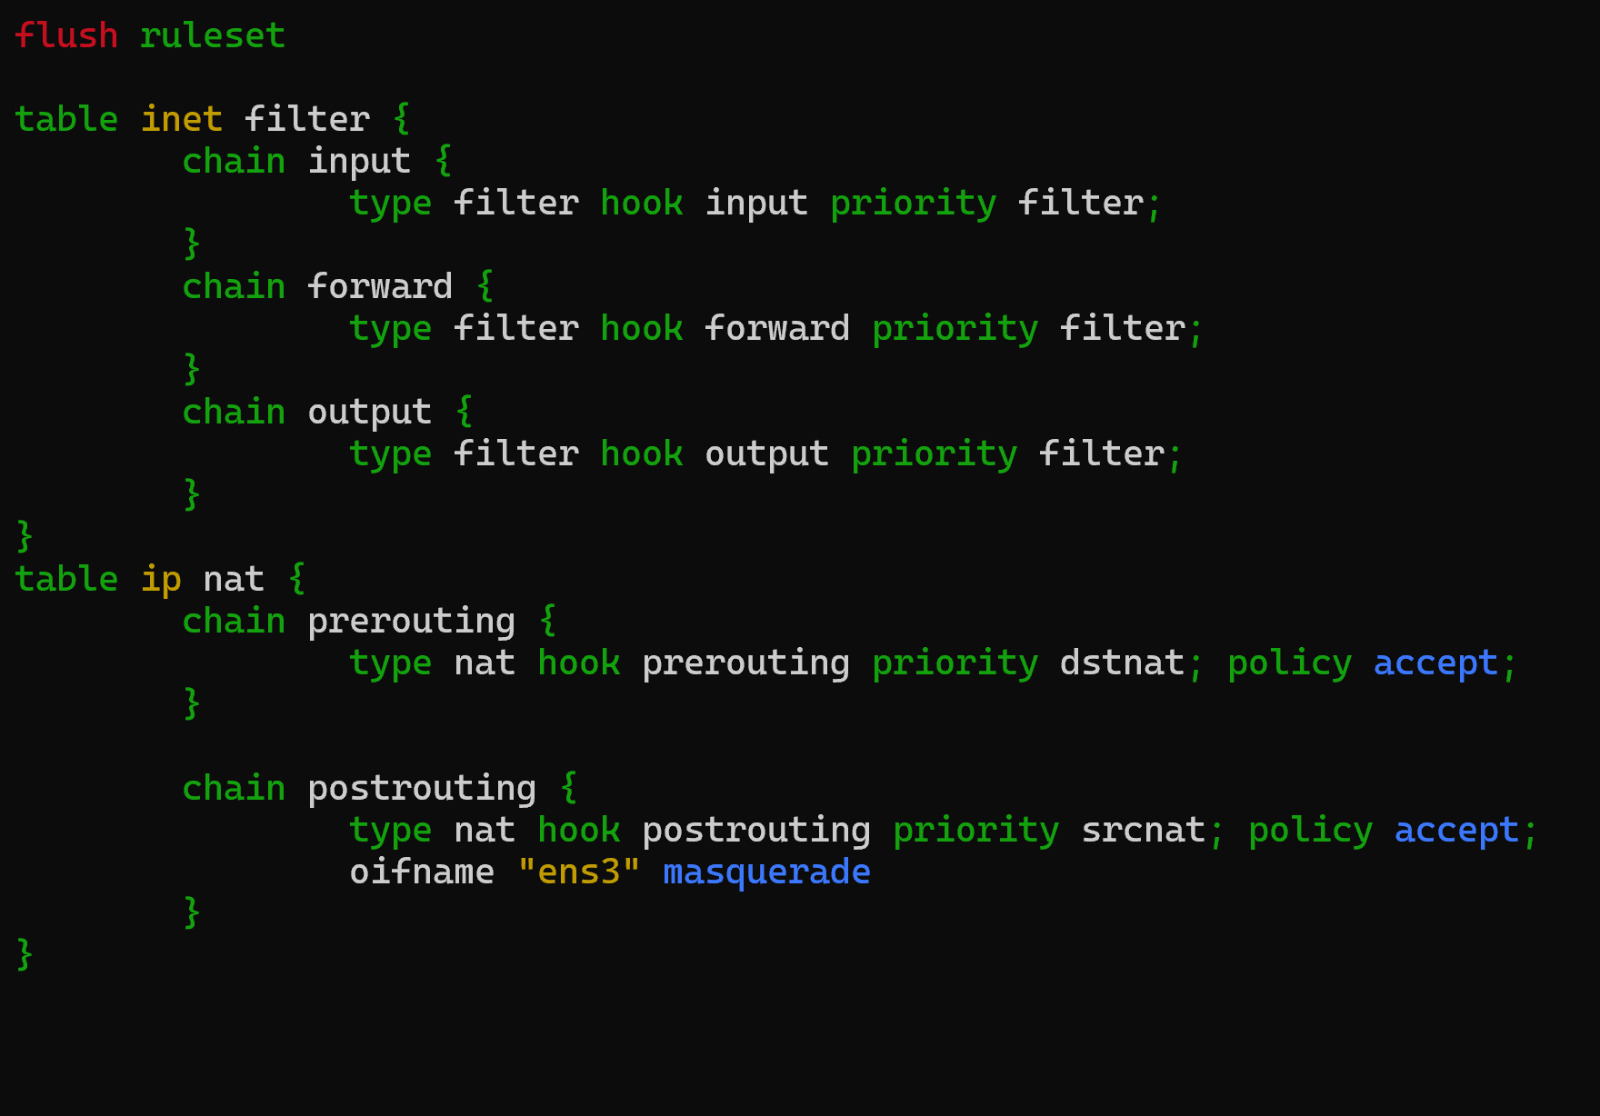 flush ruleset

table inet filter {
        chain input {
                type filter hook input priority filter;
        }
        chain forward {
                type filter hook forward priority filter;
        }
        chain output {
                type filter hook output priority filter;
        }
}
table ip nat {
        chain prerouting {
                type nat hook prerouting priority dstnat; policy accept;
        }

        chain postrouting {
                type nat hook postrouting priority srcnat; policy accept;
                oifname "ens3" masquerade
        }
}